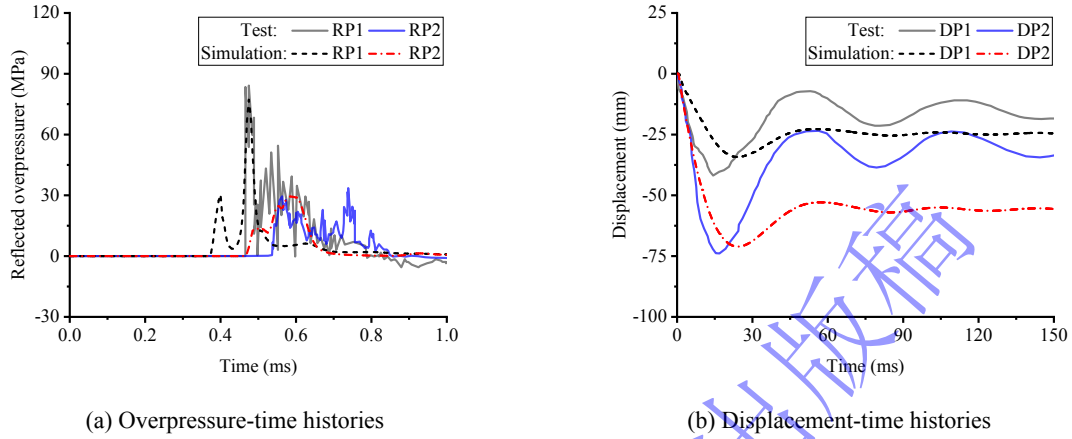 120
90
60
30
0
-30
Reflected overpressurer (MPa)
Test: RP1 RP2
Simulation: RP1 RP2
0.0 0.2 0.4 0.6 0.8 1.0
Time (ms)
(a) Overpressure-time histories
25
0
-25
-50
-75
-100
Displacement (mm)
Test: DP1 DP2
Simulation: DP1 DP2
0 30 60 90 120 150
Time (ms)
(b) Displacement-time histories
版稿